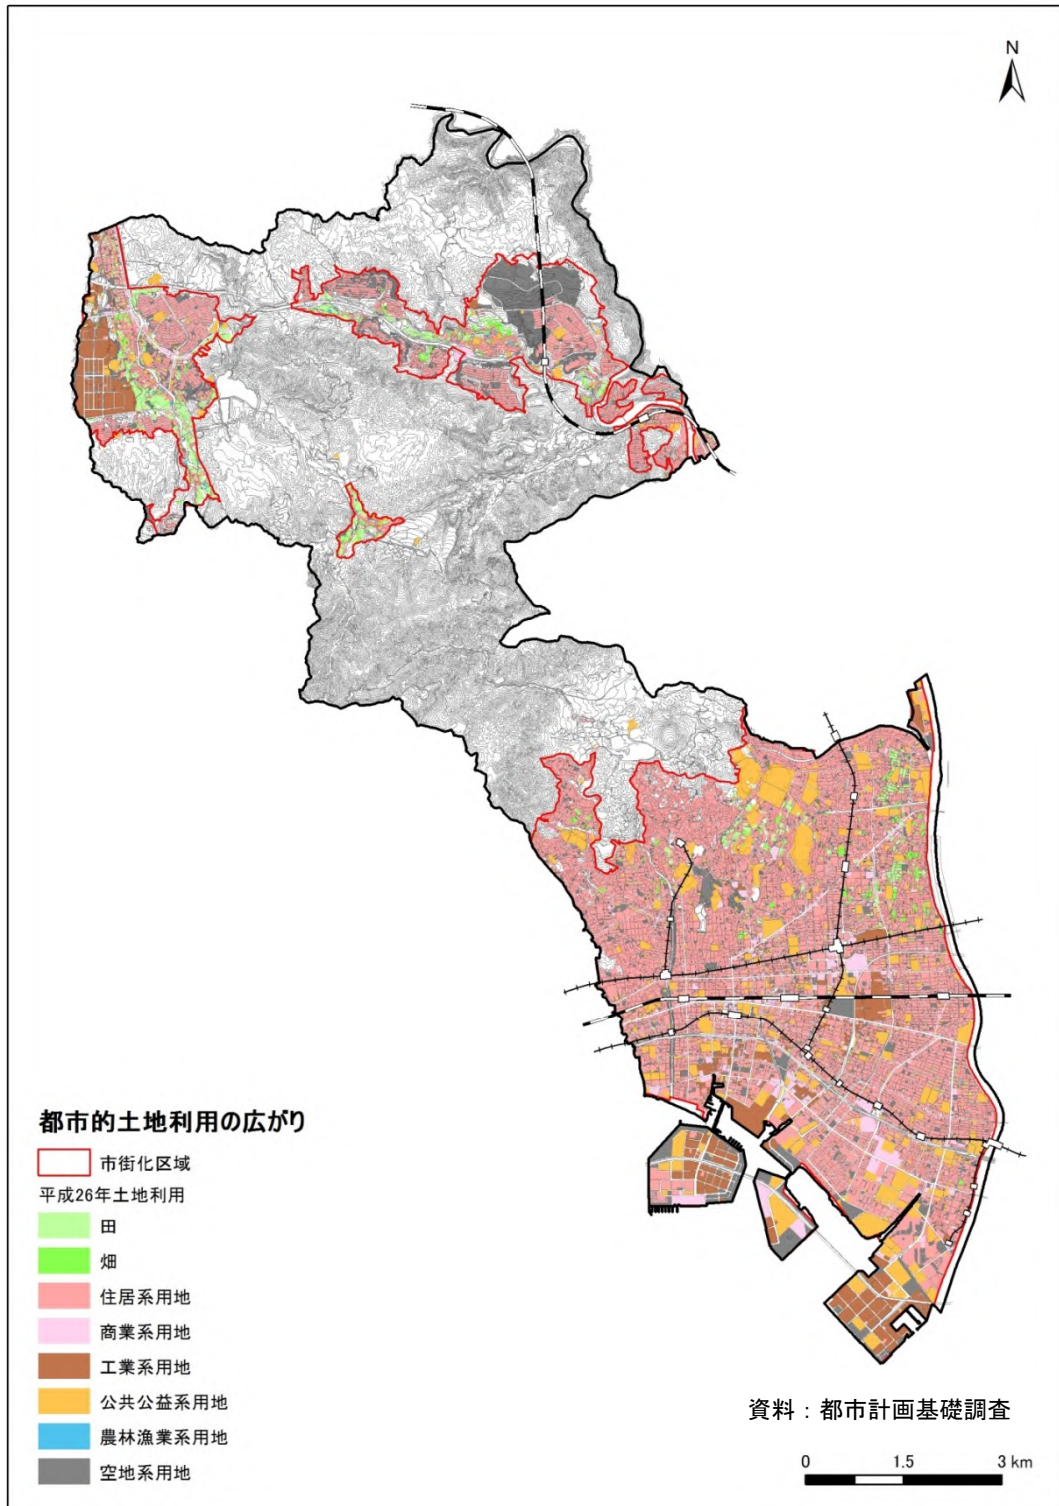 N
都市的土地利用の広がり
市街化区域
平成26年土地利用
田
畑
住居系用地
商業系用地
工業系用地
公共公益系用地
農林漁業系用地
空地系用地
資料：都市計画基礎調査
0 1.5 3 km